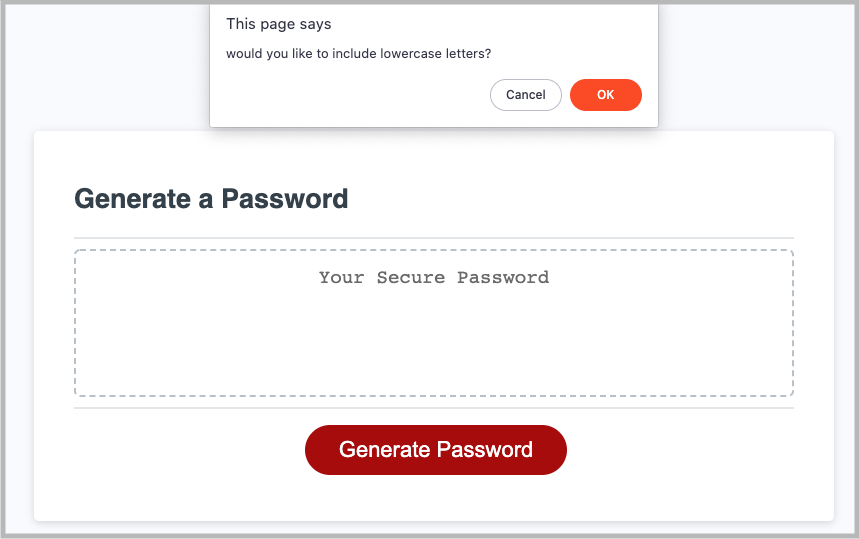 This page says
would you like to include lowercase letters?
Cancel OK
Generate a Password
Your Secure Password
Generate Password